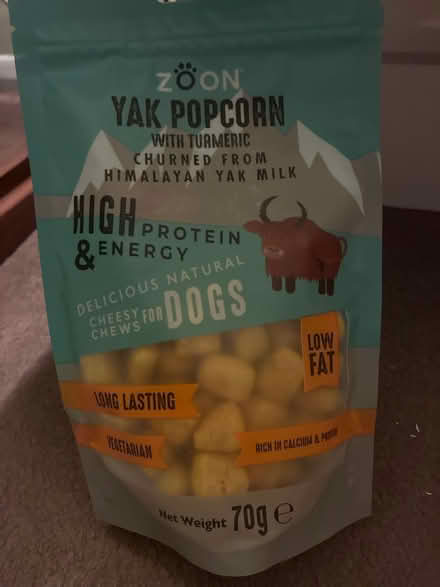 ZOON
YAK POPCORN
WITH TURMERIC
CHURNED FROM
HIMALAYAN YAK MILK
HIGH PROTEIN
& ENERGY
DELICIOUS NATURAL
CHEESY
CHEWS
FOR DOGS
LOW
FAT
LONG LASTING
VEGETARIAN
RICH IN CALCIUM & PROTEIN
Net Weight 70g e